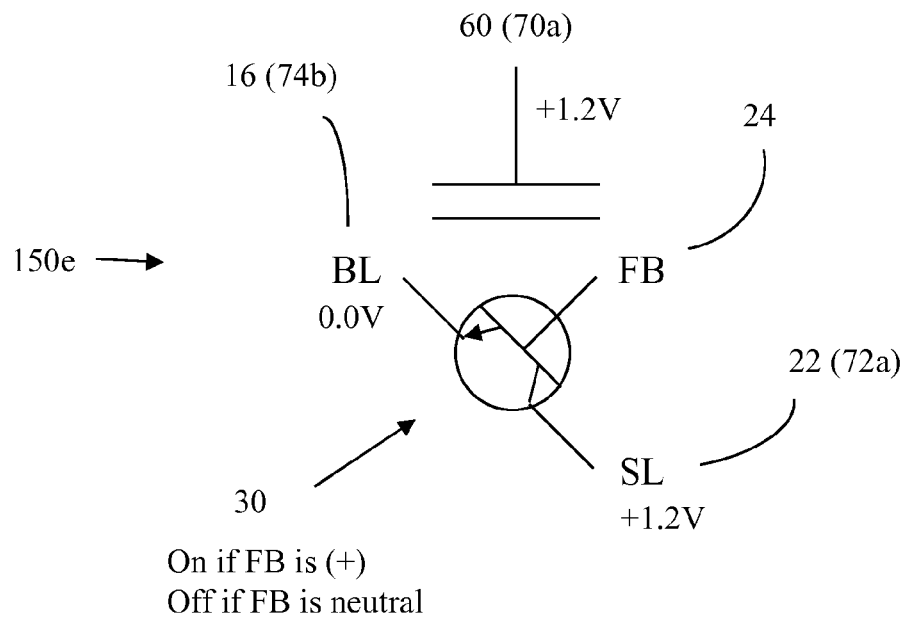 60 (70a)
16 (74b)
+1.2V
24
150e
BL
FB
0.0V
22 (72a)
SL
30
+1.2V
On if FB is (+)
Off if FB is neutral